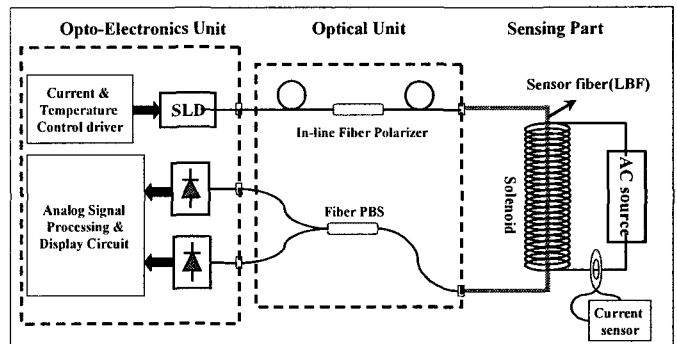 Opto-Electronics Unit
Optical Unit
Sensing Part
Current &
Temperature
Control driver
SLD
In-line Fiber Polarizer
Sensor fiber(LBF)
Solenoid
AC source
Analog Signal
Processing &
Display Circuit
Fiber PBS
Current
sensor